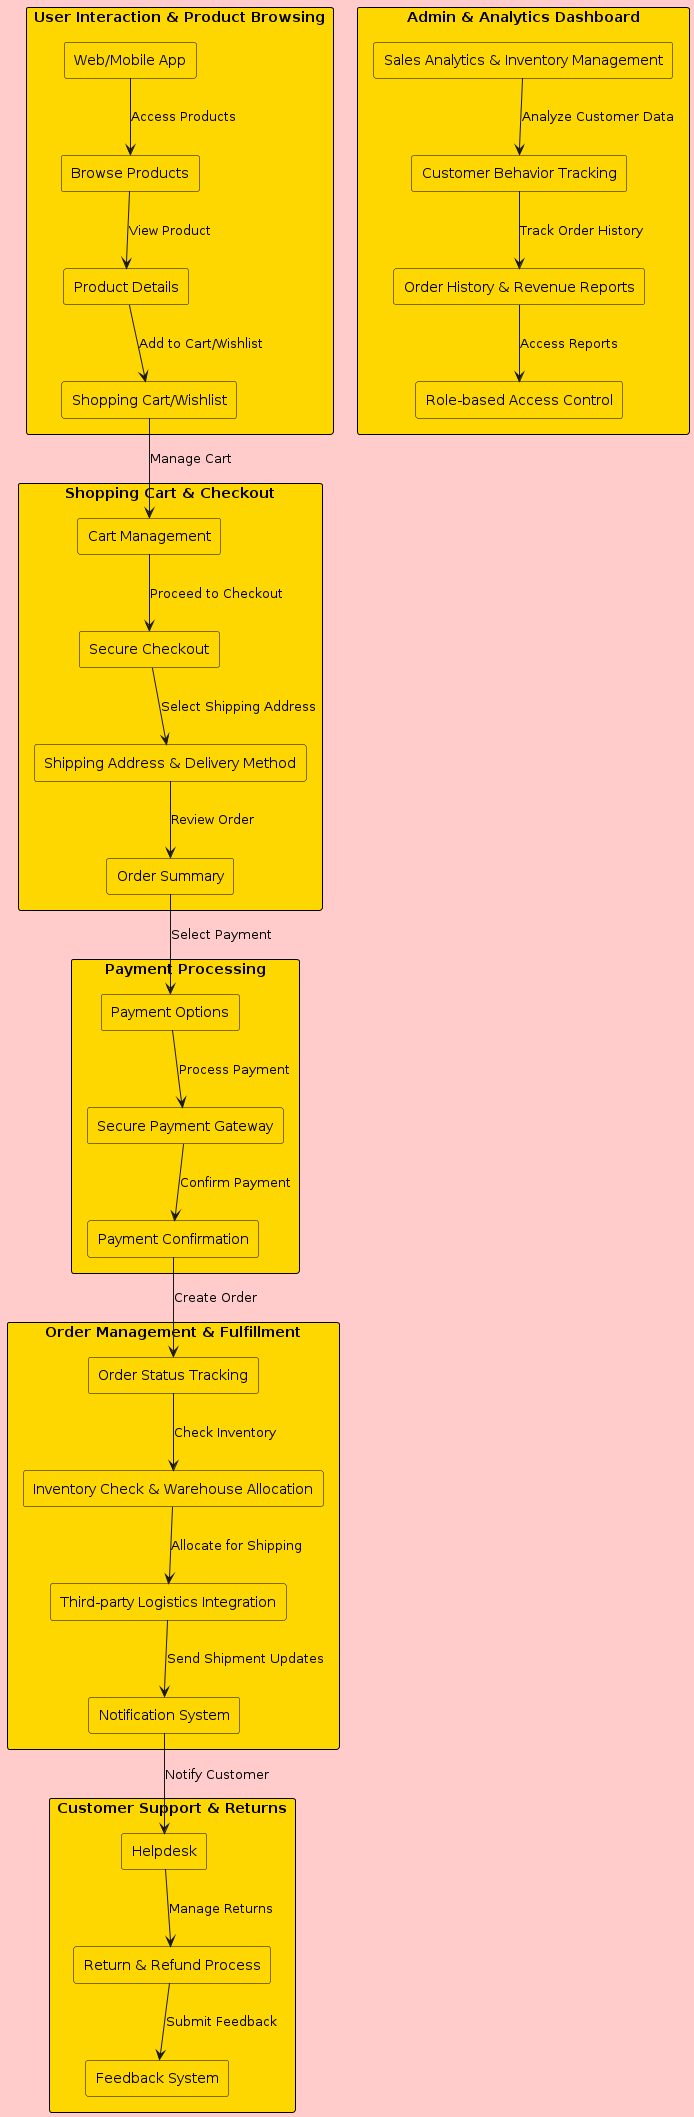 User Interaction & Product Browsing
Web/Mobile App
Access Products
Browse Products
View Product
Product Details
Add to Cart/Wishlist
Shopping Cart/Wishlist
Manage Cart
Shopping Cart & Checkout
Cart Management
Proceed to Checkout
Secure Checkout
Select Shipping Address
Shipping Address & Delivery Method
Review Order
Order Summary
Select Payment
Payment Processing
Payment Options
Process Payment
Secure Payment Gateway
Confirm Payment
Payment Confirmation
Create Order
Order Management & Fulfillment
Order Status Tracking
Check Inventory
Inventory Check & Warehouse Allocation
Allocate for Shipping
Third-party Logistics Integration
Send Shipment Updates
Notification System
Notify Customer
Customer Support & Returns
Helpdesk
Manage Returns
Return & Refund Process
Submit Feedback
Feedback System
Admin & Analytics Dashboard
Sales Analytics & Inventory Management
Analyze Customer Data
Customer Behavior Tracking
Track Order History
Order History & Revenue Reports
Access Reports
Role-based Access Control